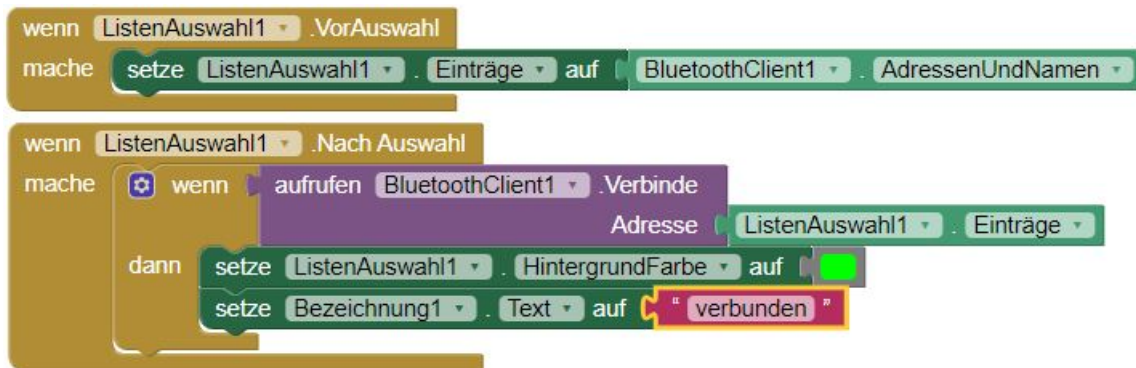 wenn ListenAuswahl1 .VorAuswahl
mache setze ListenAuswahl1 . Einträge auf BluetoothClient1 . AdressenUndNamen
wenn ListenAuswahl1 .Nach Auswahl
mache wenn aufrufen BluetoothClient1 .Verbinde
Adresse ListenAuswahl1 . Einträge
dann setze ListenAuswahl1 . HintergrundFarbe auf
setze Bezeichnung1 . Text auf “ verbunden ”